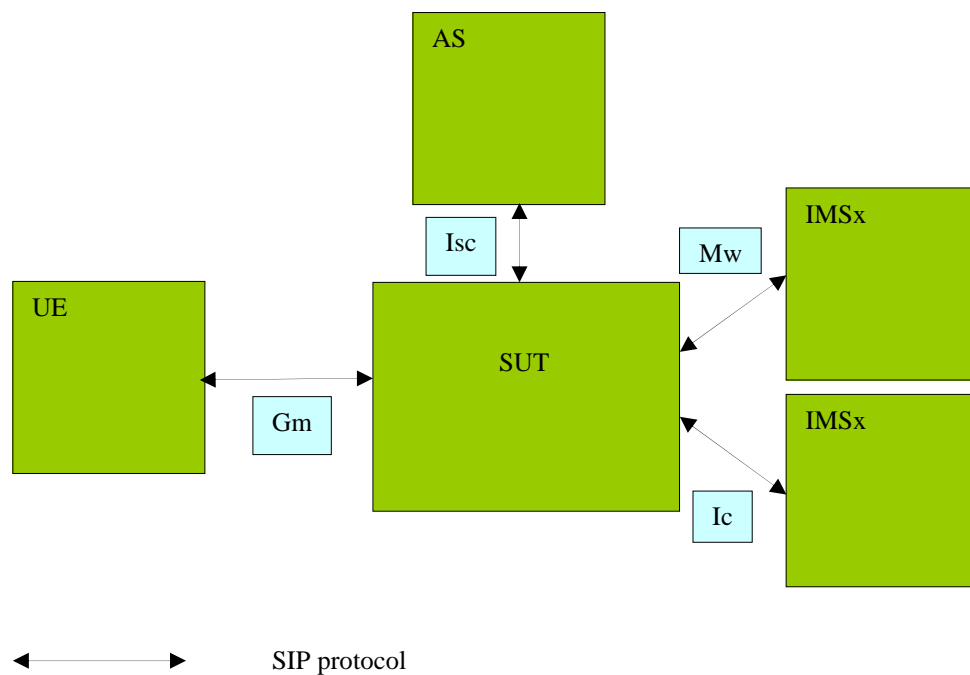 AS
IMSx
Isc
Mw
UE
SUT
Gm
IMSx
Ic
SIP protocol